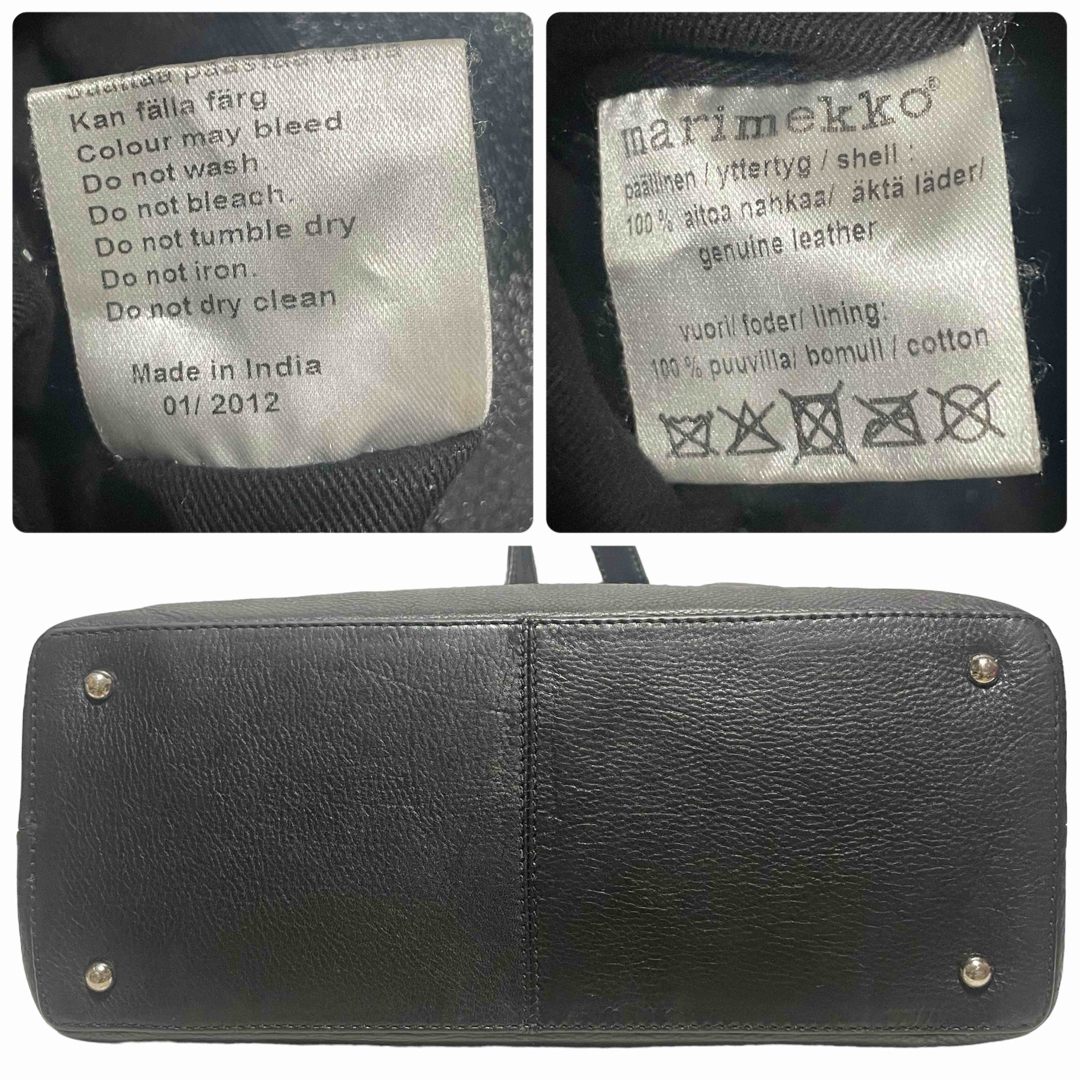 Kan fälla färg
Colour may bleed
Do not wash.
Do not bleach.
Do not tumble dry
Do not iron.
Do not dry clean
Made in India
01/ 2012
marimekko®
päällinen / yttertyg / shell :
100 % aitoa nahkaa/ äktä läder/
genuine leather
vuori/ foder/ lining:
100 % puuvilla/ bomull / cotton